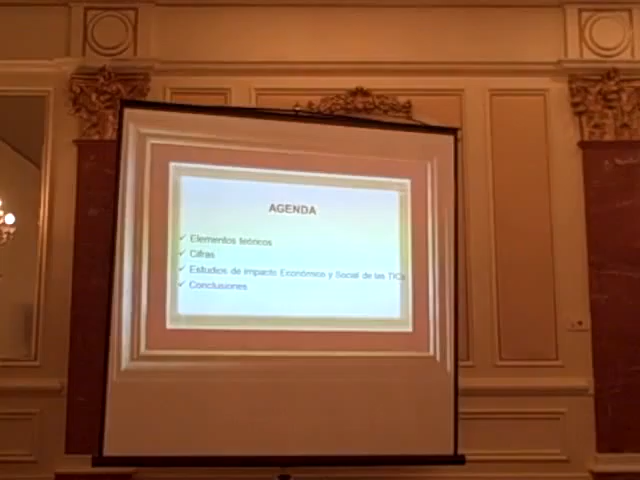 AGENDA
✓ Elementos teóricos
✓ Cifras
✓ Estudios de impacto Económico y Social de las TICs
✓ Conclusiones